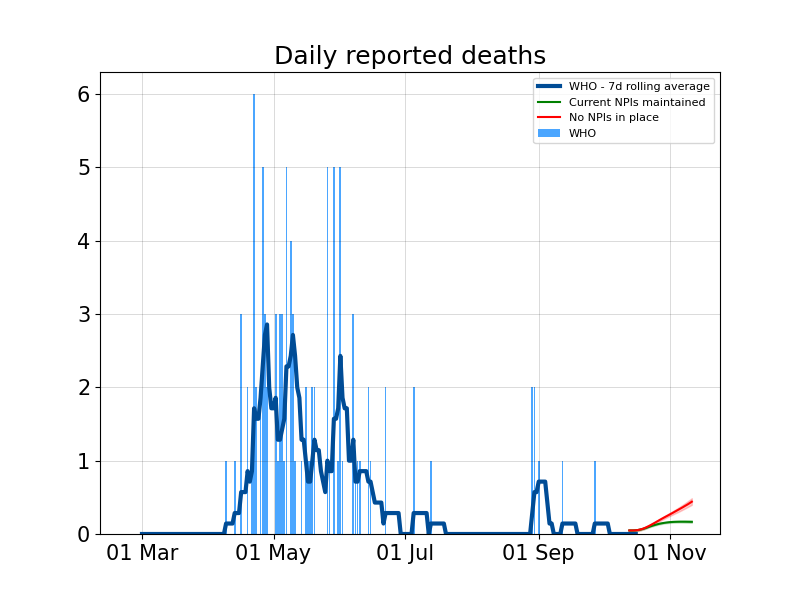 Daily reported deaths
WHO - 7d rolling average
Current NPIs maintained
No NPIs in place
WHO
6
5
4
3
2
1
0
01 Mar
01 May
01 Jul
01 Sep
01 Nov